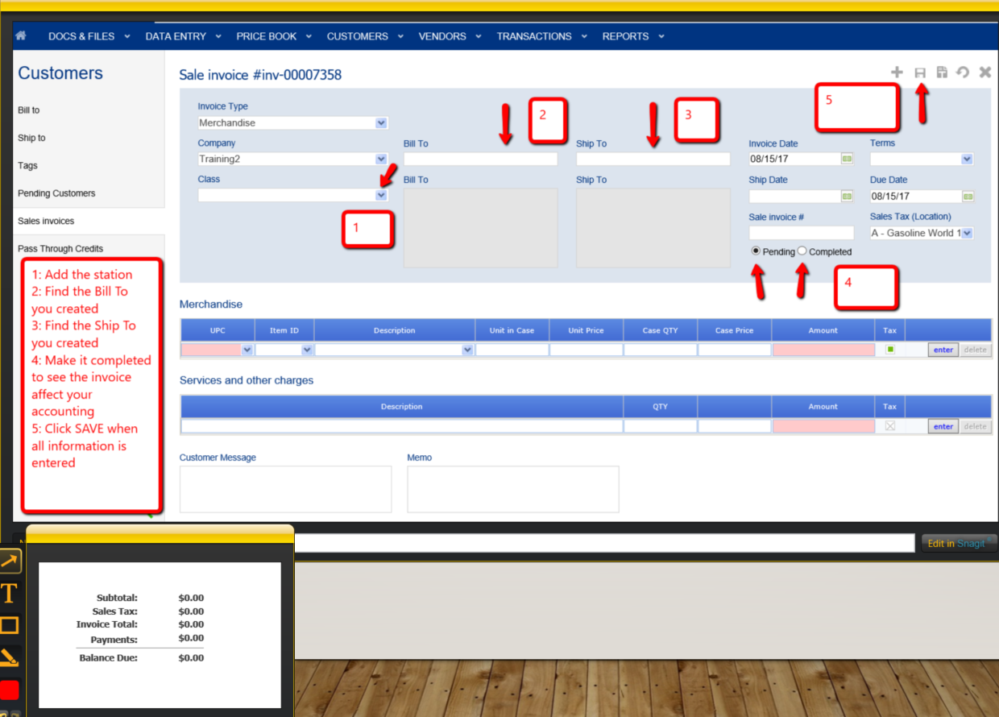 DOCS & FILES DATA ENTRY PRICE BOOK CUSTOMERS VENDORS TRANSACTIONS REPORTS
Customers
Bill to
Ship to
Tags
Pending Customers
Sales invoices
Pass Through Credits
1: Add the station
2: Find the Bill To
you created
3: Find the Ship To
you created
4: Make it completed
to see the invoice
affect your
accounting
5: Click SAVE when
all information is
entered
Sale invoice #inv-00007358
5
Invoice Type
Merchandise
2
3
Company
Bill To
Ship To
Invoice Date
Terms
Training2
08/15/17
Class
Bill To
Ship To
Ship Date
Due Date
08/15/17
1
Sale invoice #
Sales Tax (Location)
A - Gasoline World 1
Pending Completed
4
Merchandise
UPC Item ID Description Unit in Case Unit Price Case QTY Case Price Amount Tax
enter delete
Services and other charges
Description QTY Amount Tax
enter delete
Customer Message
Memo
Edit in Snagit
T
Subtotal: $0.00
Sales Tax: $0.00
Invoice Total: $0.00
Payments: $0.00
Balance Due: $0.00